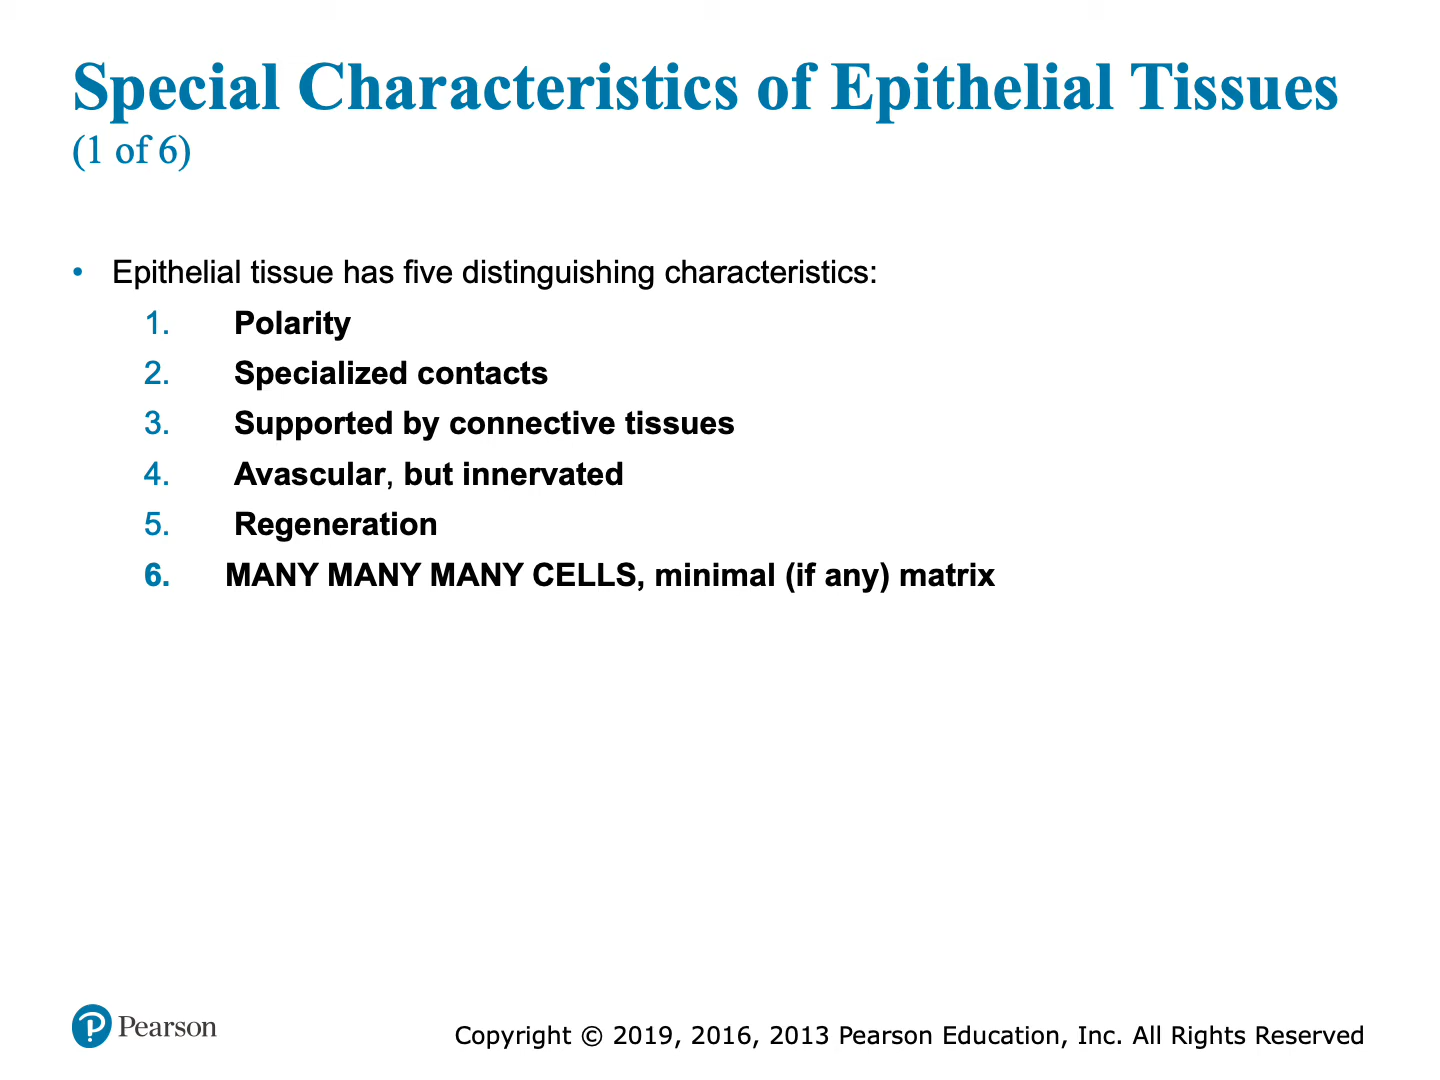 Special Characteristics of Epithelial Tissues
(1 of 6)
• Epithelial tissue has five distinguishing characteristics:
1. Polarity
2. Specialized contacts
3. Supported by connective tissues
4. Avascular, but innervated
5. Regeneration
6. MANY MANY MANY CELLS, minimal (if any) matrix
Pearson
Copyright © 2019, 2016, 2013 Pearson Education, Inc. All Rights Reserved